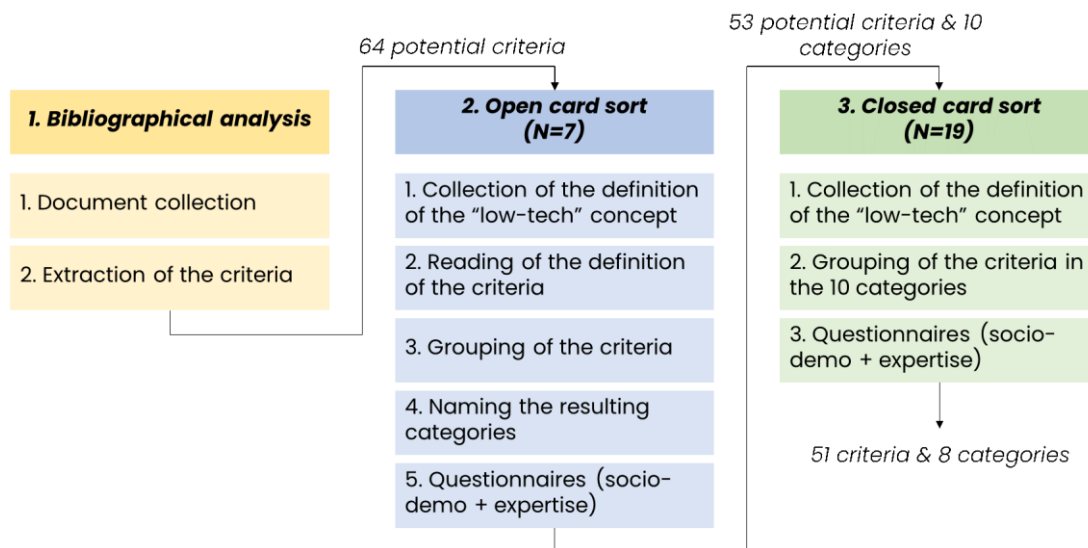 64 potential criteria
53 potential criteria & 10
categories
1. Bibliographical analysis
1. Document collection
2. Extraction of the criteria
2. Open card sort
(N=7)
1. Collection of the definition
of the “low-tech” concept
2. Reading of the definition
of the criteria
3. Grouping of the criteria
4. Naming the resulting
categories
5. Questionnaires (socio-
demo + expertise)
3. Closed card sort
(N=19)
1. Collection of the definition
of the “low-tech” concept
2. Grouping of the criteria in
the 10 categories
3. Questionnaires (socio-
demo + expertise)
51 criteria & 8 categories